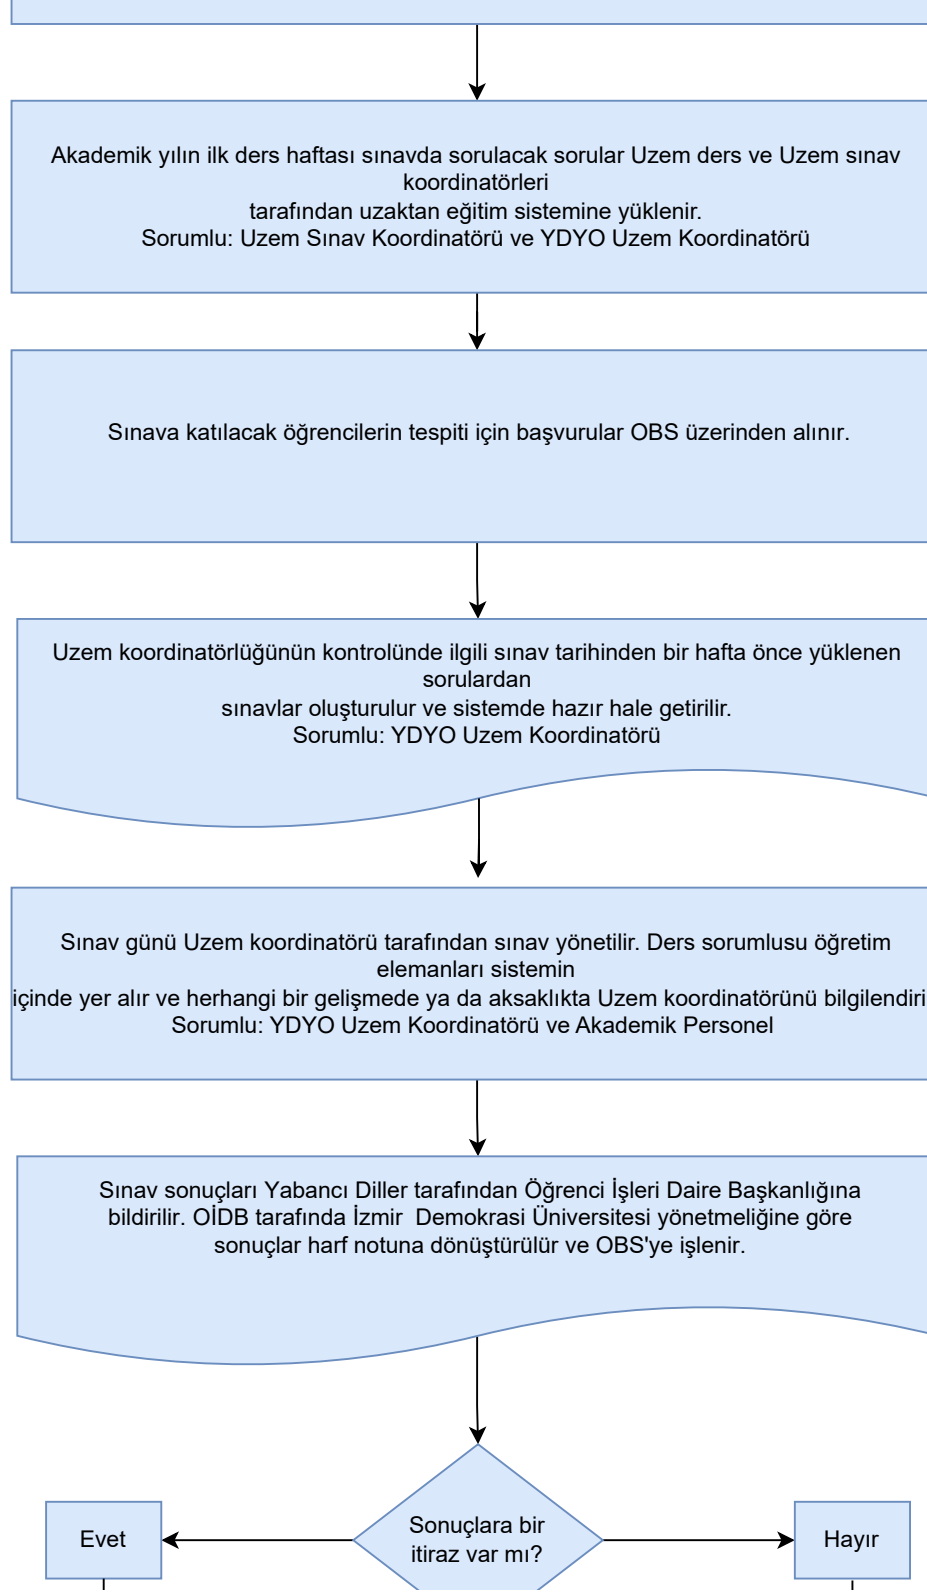 Akademik yılın ilk ders haftası sınavda sorulacak sorular Uzem ders ve Uzem sınav
koordinatörleri
tarafından uzaktan eğitim sistemine yüklenir.
Sorumlu: Uzem Sınav Koordinatörü ve YDYO Uzem Koordinatörü
Sınava katılacak öğrencilerin tespiti için başvurular OBS üzerinden alınır.
Uzem koordinatörlüğünün kontrolünde ilgili sınav tarihinden bir hafta önce yüklenen
sorulardan
sınavlar oluşturulur ve sistemde hazır hale getirilir.
Sorumlu: YDYO Uzem Koordinatörü
Sınav günü Uzem koordinatörü tarafından sınav yönetilir. Ders sorumlusu öğretim
elemanları sistemin
içinde yer alır ve herhangi bir gelişmede ya da aksaklıkta Uzem koordinatörünü bilgilendiri
Sorumlu: YDYO Uzem Koordinatörü ve Akademik Personel
Sınav sonuçları Yabancı Diller tarafından Öğrenci İşleri Daire Başkanlığına
bildirilir. OİDB tarafında İzmir  Demokrasi Üniversitesi yönetmeliğine göre
sonuçlar harf notuna dönüştürülür ve OBS'ye işlenir.
Sonuçlara bir
itiraz var mı?
Evet
Hayır